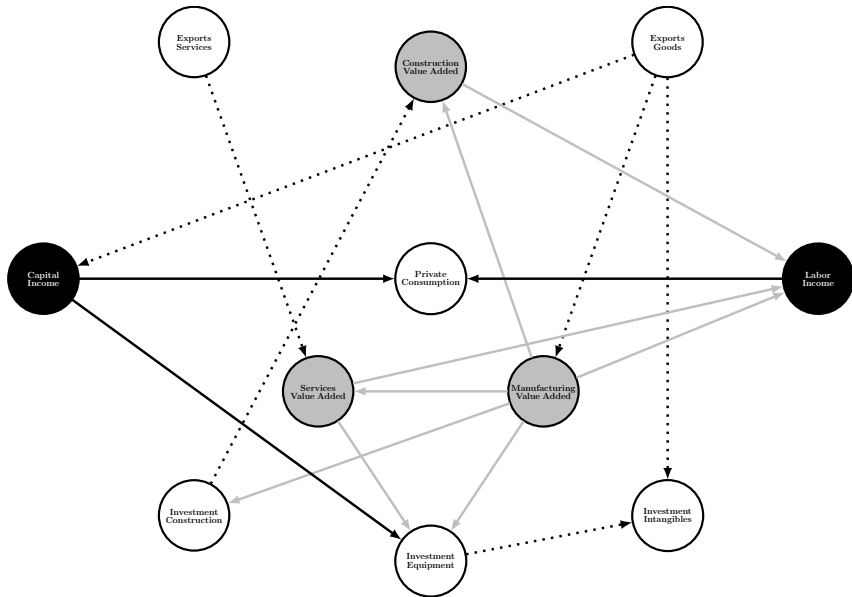 Exports
Services
Construction
Value Added
Exports
Goods
Capital
Income
Private
Consumption
Labor
Income
Services
Value Added
Manufacturing
Value Added
Investment
Construction
Investment
Equipment
Investment
Intangibles